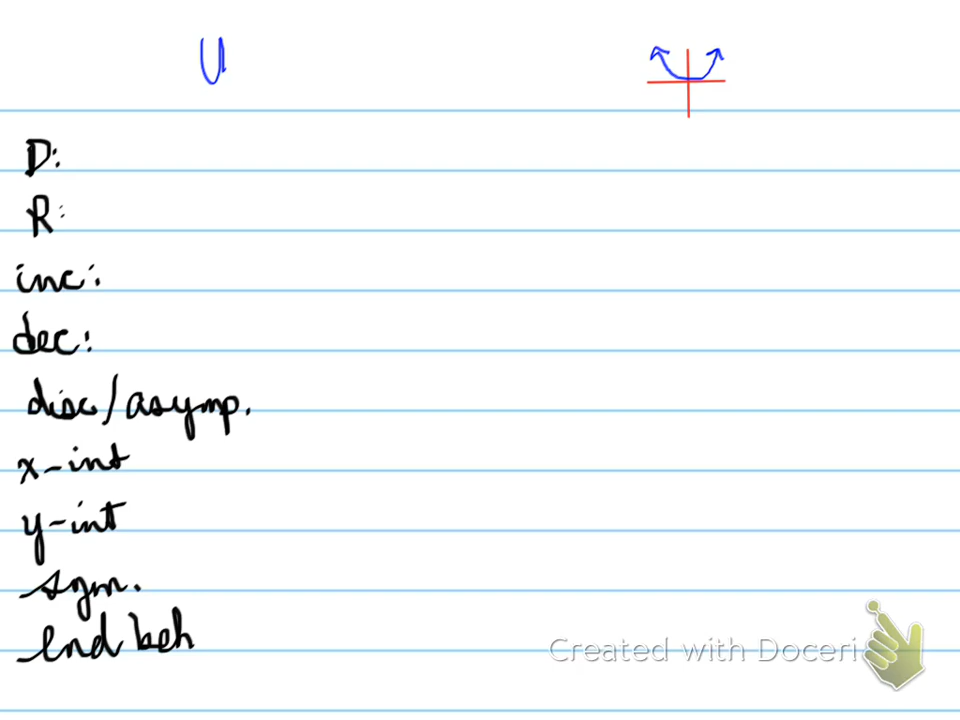 U
D:
R:
inc:
dec:
disc/asymp.
x-int
y-int
sym.
end beh
Created with Doceri